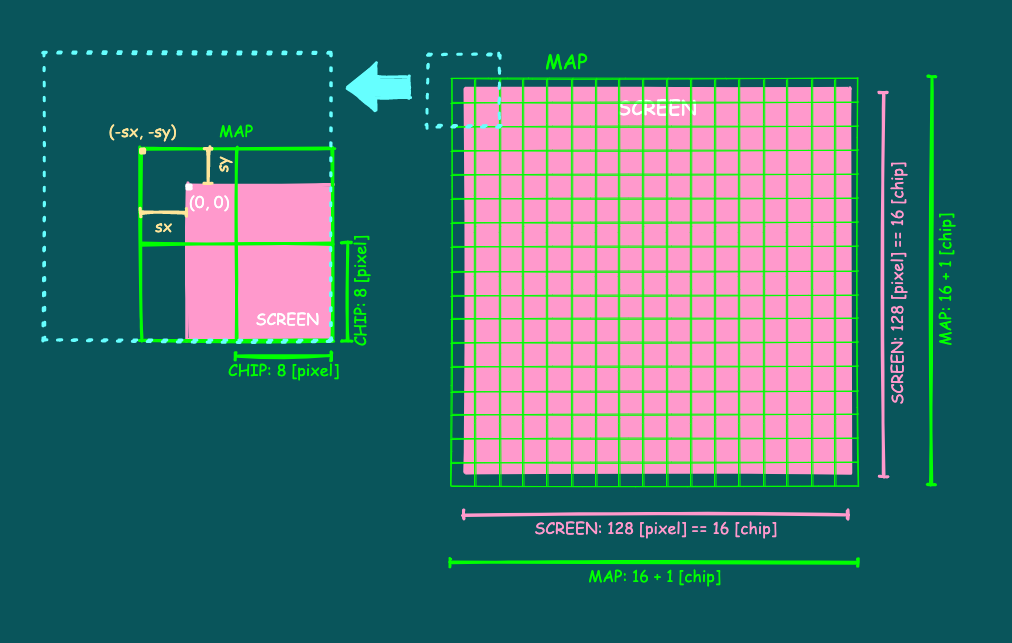 (-sx, -sy)
MAP
sy
(0, 0)
sx
SCREEN
CHIP: 8 [pixel]
CHIP: 8 [pixel]
MAP
SCREEN
SCREEN: 128 [pixel] == 16 [chip]
MAP: 16 + 1 [chip]
SCREEN: 128 [pixel] == 16 [chip]
MAP: 16 + 1 [chip]